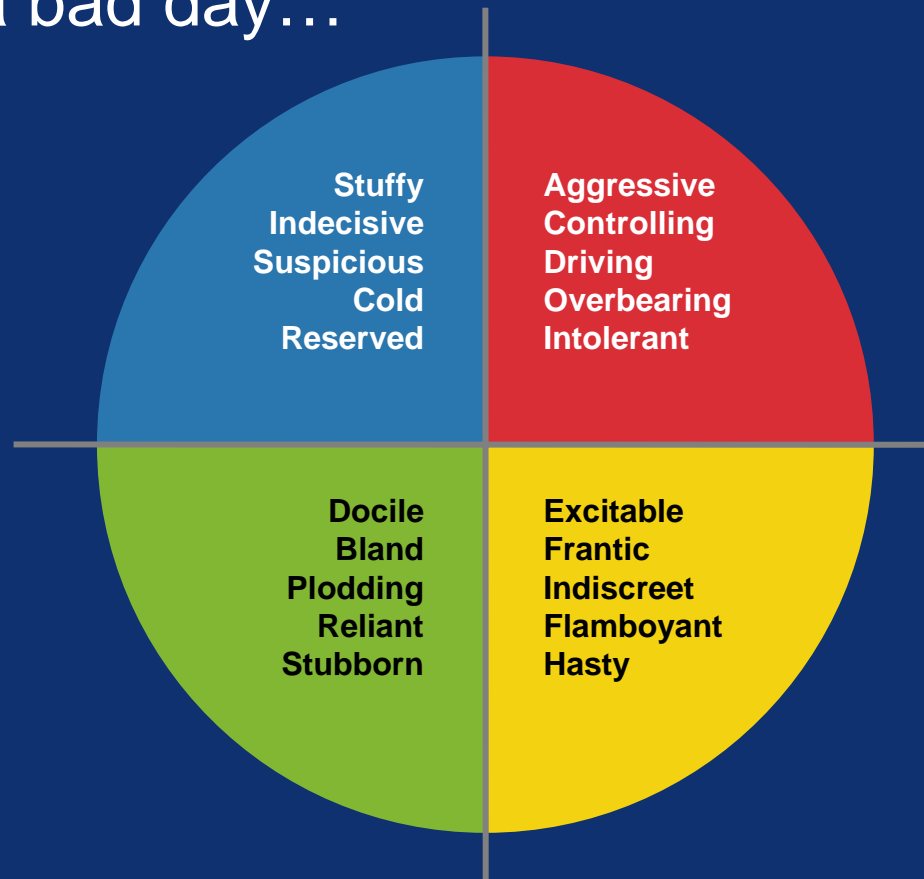 a bad day…
Stuffy
Indecisive
Suspicious
Cold
Reserved
Aggressive
Controlling
Driving
Overbearing
Intolerant
Docile
Bland
Plodding
Reliant
Stubborn
Excitable
Frantic
Indiscreet
Flamboyant
Hasty